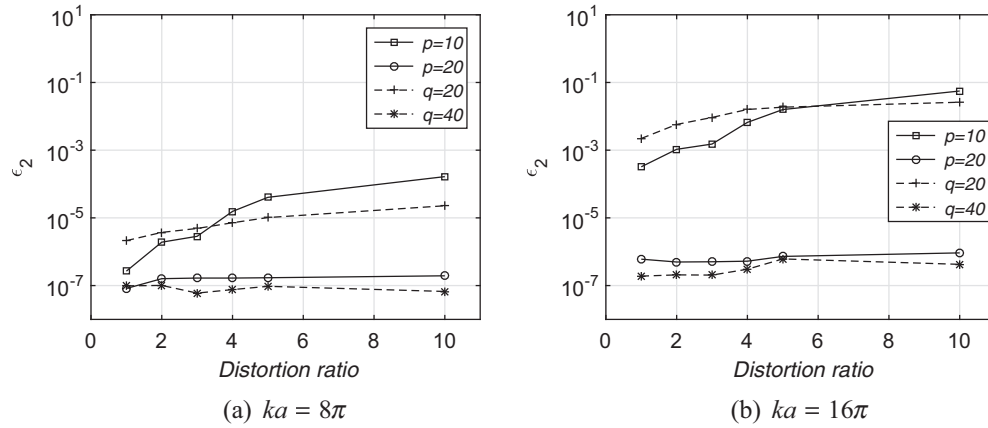 10^1
10^-1
10^-3
10^-5
10^-7
ϵ_2
0 2 4 6 8 10
Distortion ratio
p=10
p=20
q=20
q=40
(a) ka = 8π
10^1
10^-1
10^-3
10^-5
10^-7
ϵ_2
0 2 4 6 8 10
Distortion ratio
p=10
p=20
q=20
q=40
(b) ka = 16π